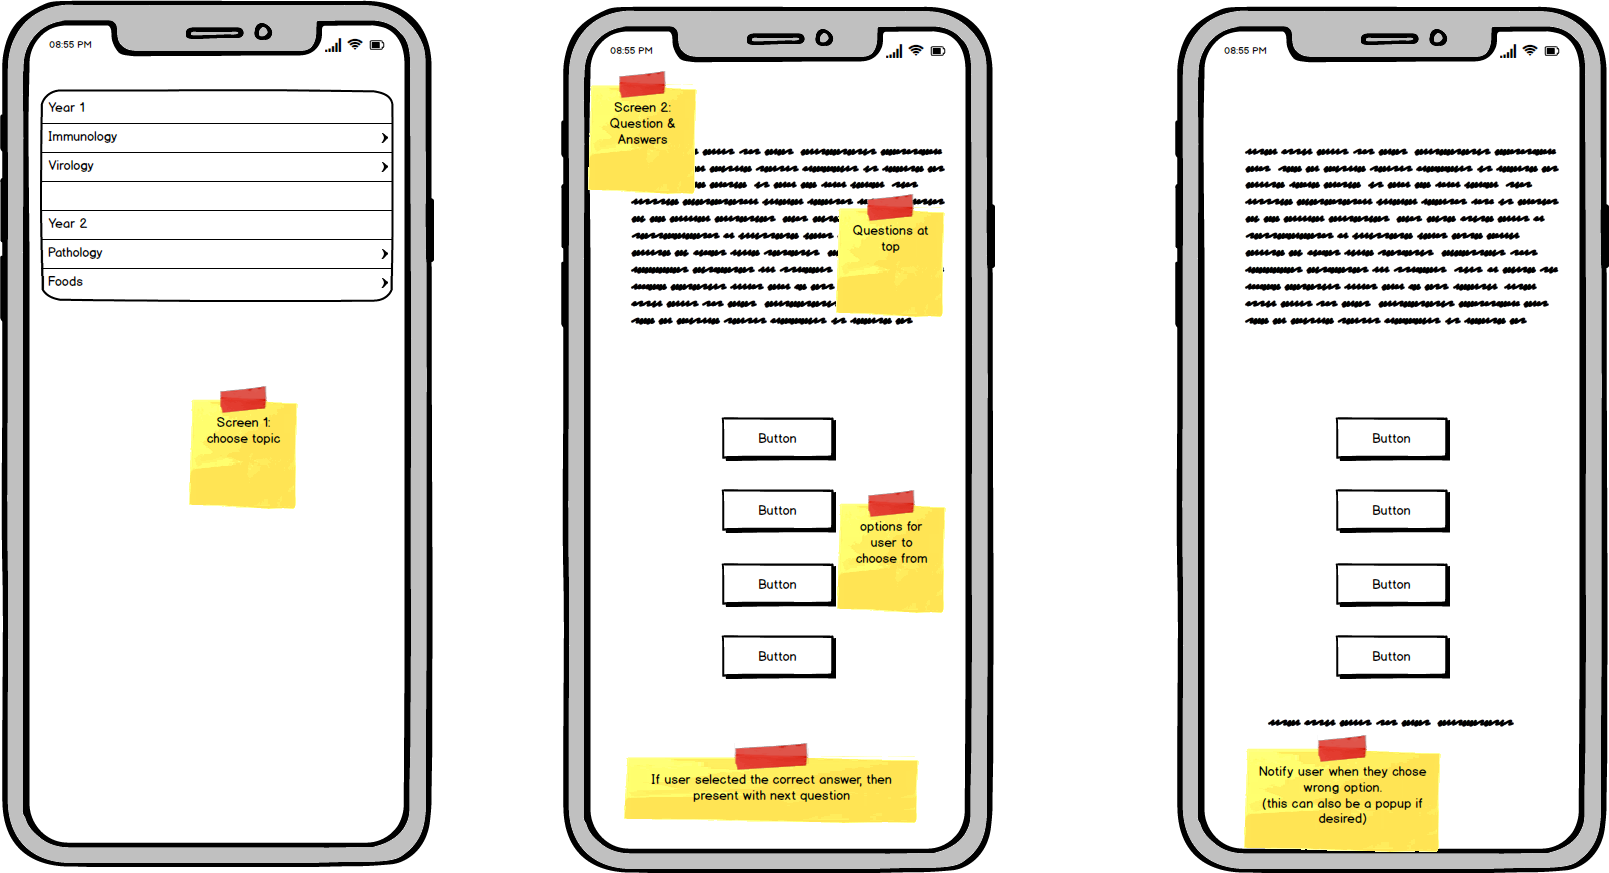 08:55 PM
Year 1
Immunology
Virology
Year 2
Pathology
Foods
Screen 1:
choose topic
08:55 PM
Screen 2:
Question &
Answers
Questions at
top
Button
Button
options for
user to
choose from
Button
Button
If user selected the correct answer, then
present with next question
08:55 PM
Button
Button
Button
Button
Notify user when they chose
wrong option.
(this can also be a popup if
desired)